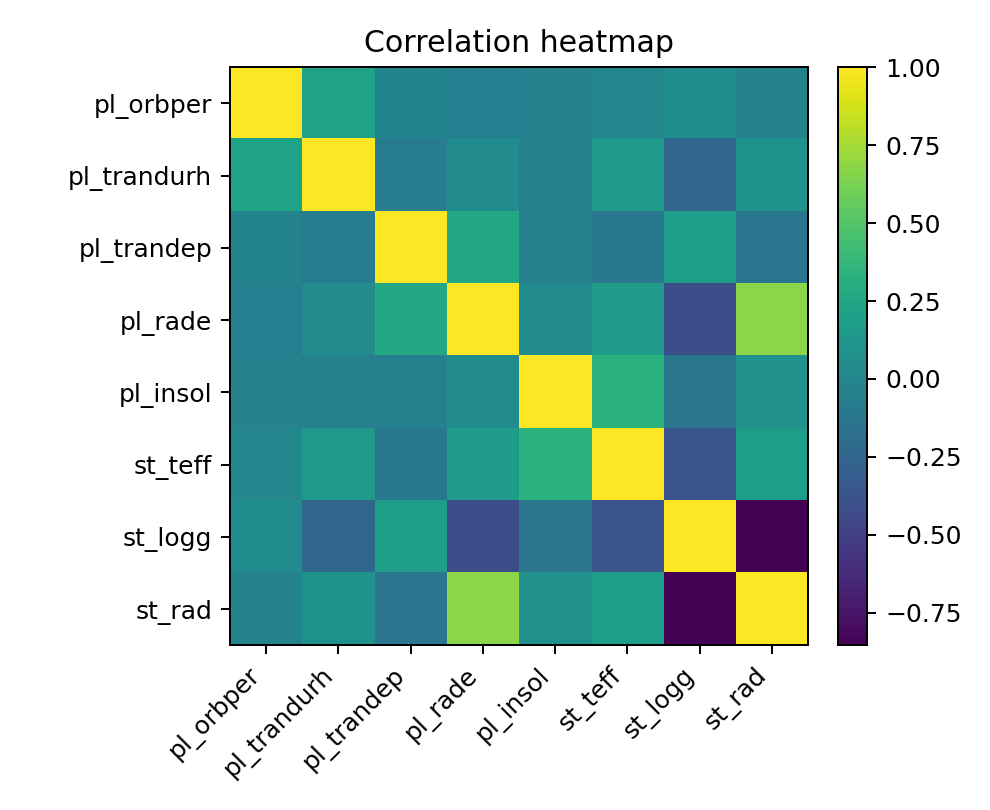 Correlation heatmap
pl_orbper
pl_trandurh
pl_trandep
pl_rade
pl_insol
st_teff
st_logg
st_rad
pl_orbper
pl_trandurh
pl_trandep
pl_rade
pl_insol
st_teff
st_logg
st_rad
1.00
0.75
0.50
0.25
0.00
−0.25
−0.50
−0.75